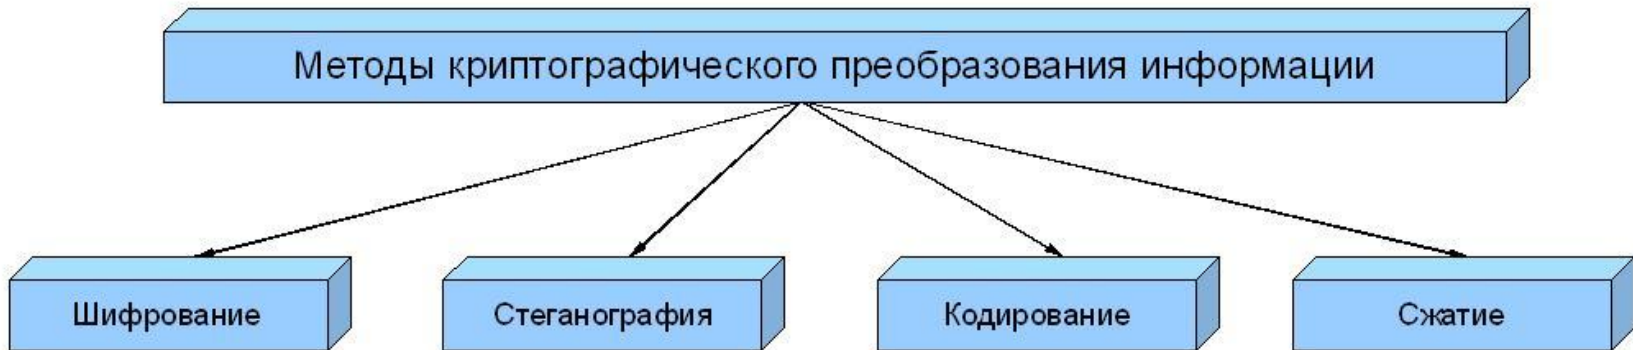 Методы криптографического преобразования информации
Шифрование
Стеганография
Кодирование
Сжатие